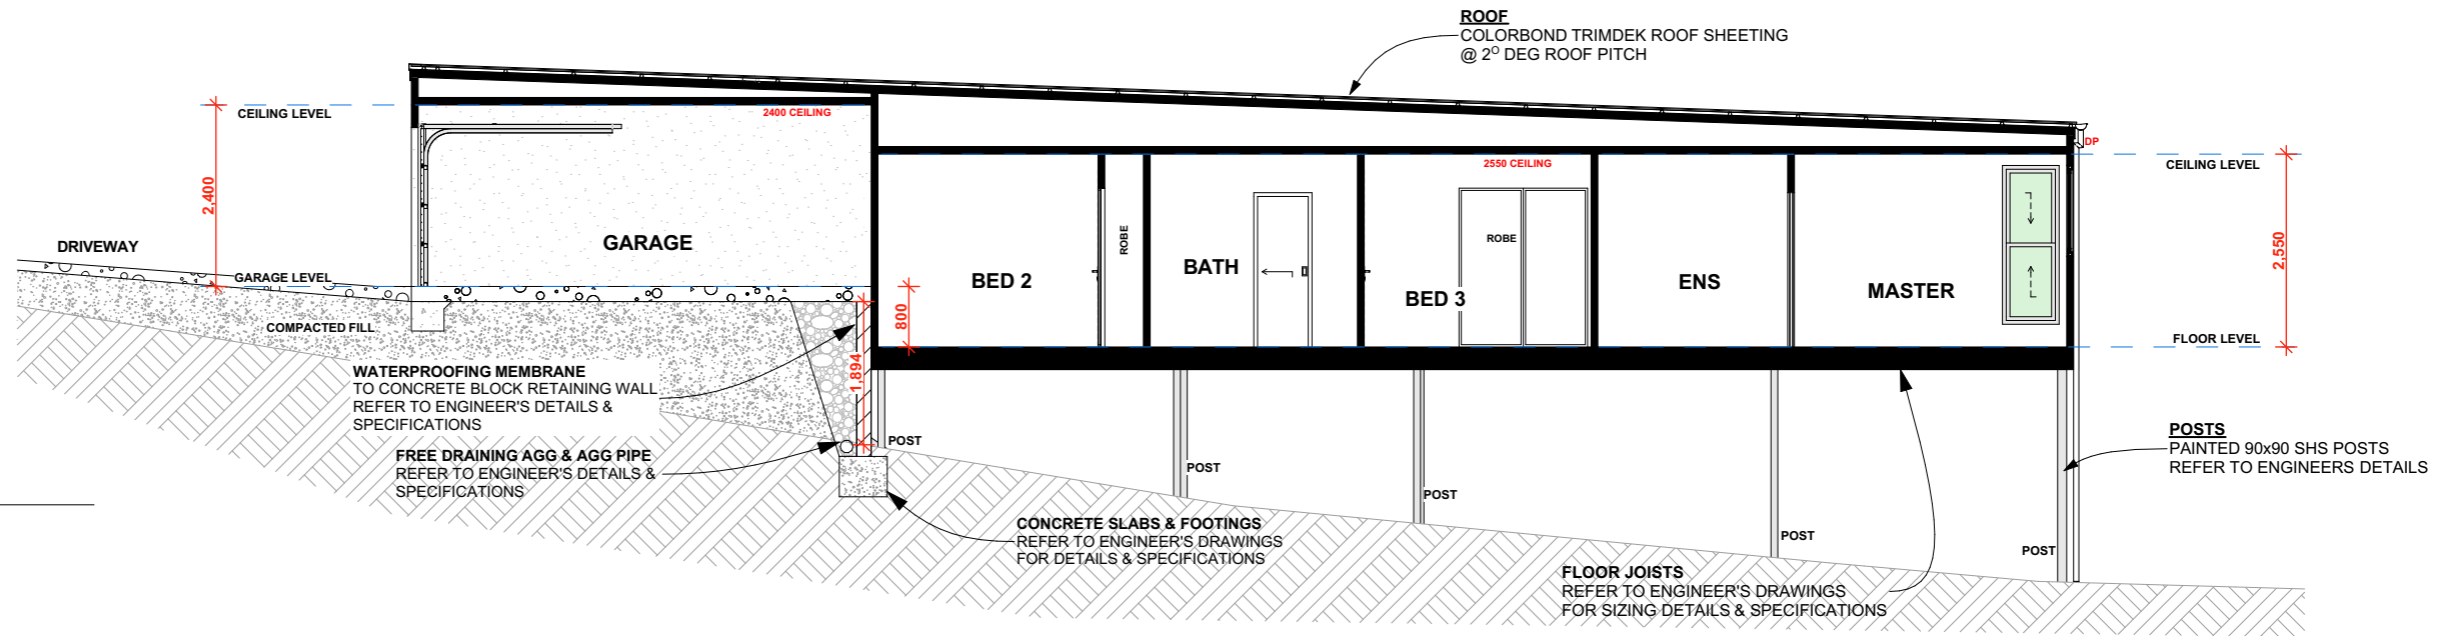 ROOF
COLORBOND TRIMDEK ROOF SHEETING
@ 2O DEG ROOF PITCH
CEILING LEVEL
2400 CEILING
2,400
DRIVEWAY
GARAGE
GARAGE LEVEL
COMPACTED FILL
800
1,894
BED 2
ROBE
BATH
2550 CEILING
ROBE
BED 3
ENS
MASTER
DP
CEILING LEVEL
2,550
FLOOR LEVEL
WATERPROOFING MEMBRANE
TO CONCRETE BLOCK RETAINING WALL
REFER TO ENGINEER'S DETAILS &
SPECIFICATIONS
FREE DRAINING AGG & AGG PIPE
REFER TO ENGINEER'S DETAILS &
SPECIFICATIONS
POST
POST
POST
POST
POST
POSTS
PAINTED 90x90 SHS POSTS
REFER TO ENGINEERS DETAILS
CONCRETE SLABS & FOOTINGS
REFER TO ENGINEER'S DRAWINGS
FOR DETAILS & SPECIFICATIONS
FLOOR JOISTS
REFER TO ENGINEER'S DRAWINGS
FOR SIZING DETAILS & SPECIFICATIONS